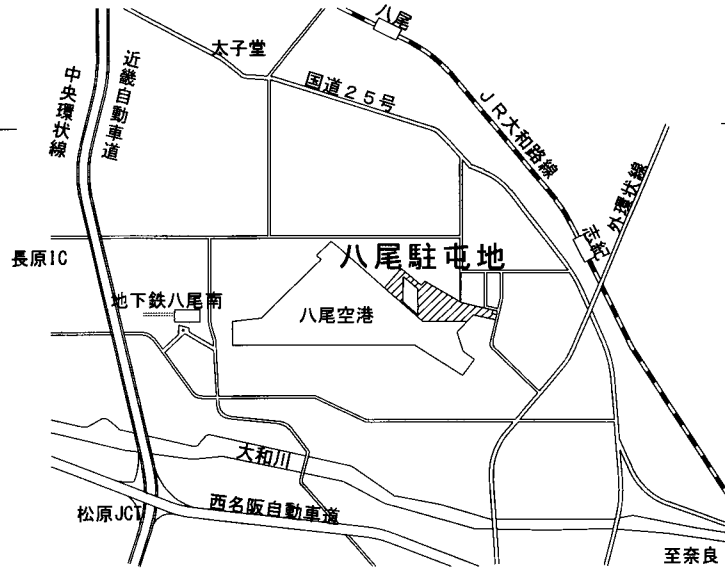 八尾
太子堂
国道25号
近畿自動車道
中央環状線
JR大和路線
外環状線
志紀
長原IC
八尾駐屯地
地下鉄八尾南
八尾空港
大和川
松原JCT
西名阪自動車道
至奈良